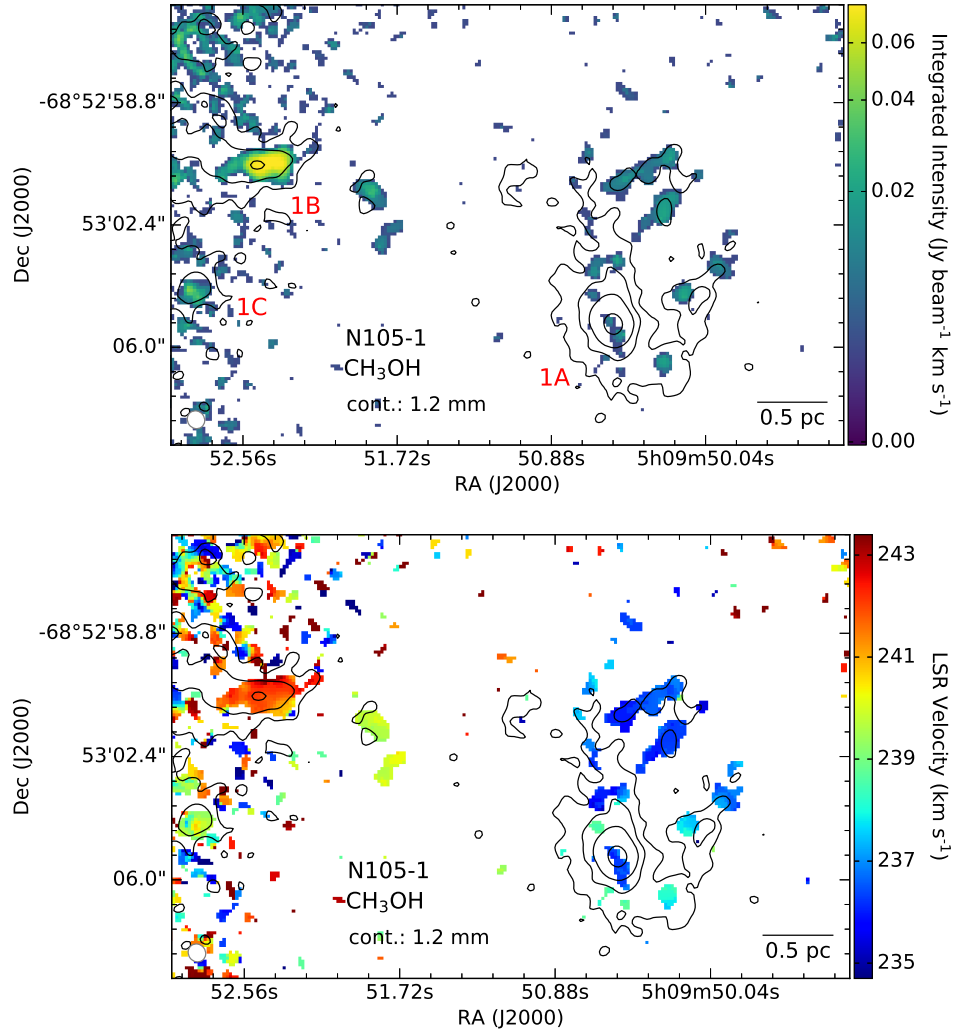 0.06
-68°52'58.8"
0.04
1B
0.02
53'02.4"
Dec (J2000)
Integrated Intensity (Jy beam⁻¹ km s⁻¹)
1C
N105-1
06.0"
CH₃OH
1A
cont.: 1.2 mm
0.5 pc
0.00
52.56s 51.72s 50.88s 5h09m50.04s
RA (J2000)
243
-68°52'58.8"
241
53'02.4"
239
Dec (J2000)
LSR Velocity (km s⁻¹)
237
N105-1
06.0"
CH₃OH
cont.: 1.2 mm
0.5 pc
235
52.56s 51.72s 50.88s 5h09m50.04s
RA (J2000)